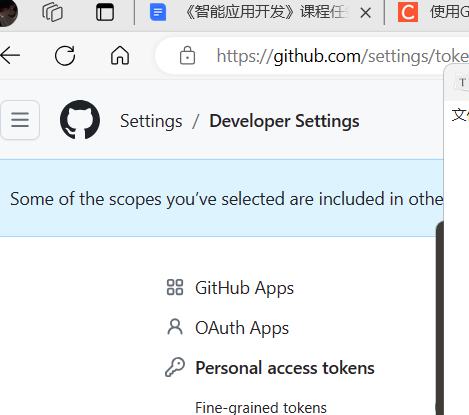 《智能应用开发》课程任
使用G
https://github.com/settings/toke
T
Settings / Developer Settings
文
Some of the scopes you've selected are included in othe
GitHub Apps
OAuth Apps
Personal access tokens
Fine-grained tokens